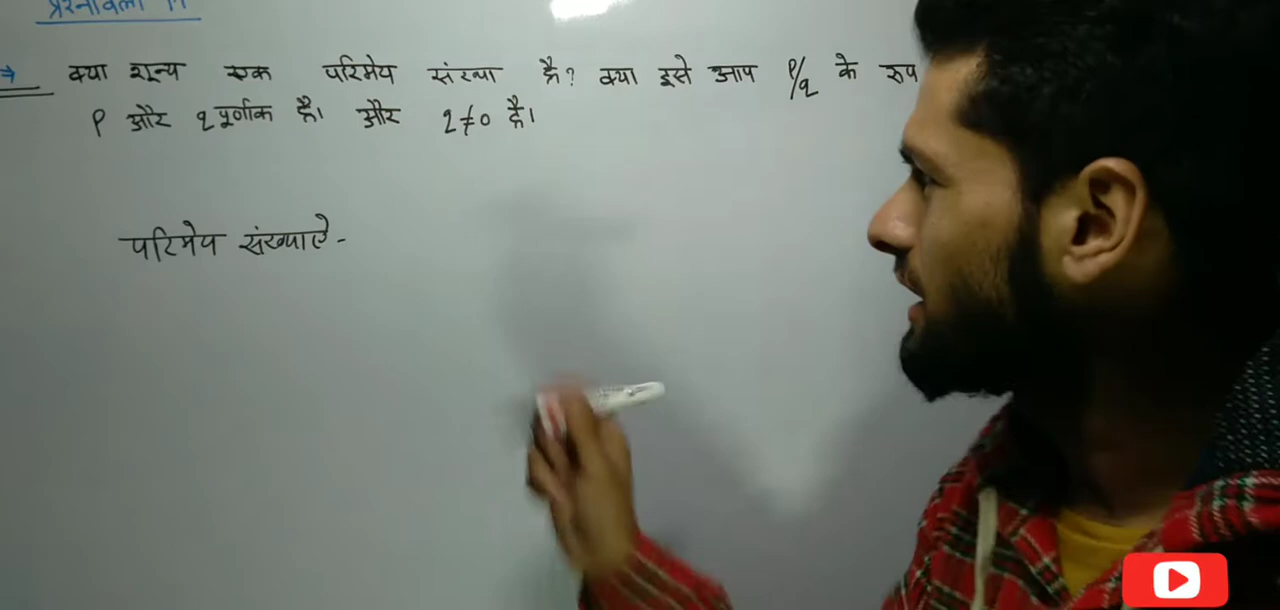 प्रश्नावली
क्या शून्य एक परिमेय संख्या है? क्या इसे आप p/q के रुप
p और q पूर्णांक है। और q≠0 है।
परिमेय संख्याऐ-